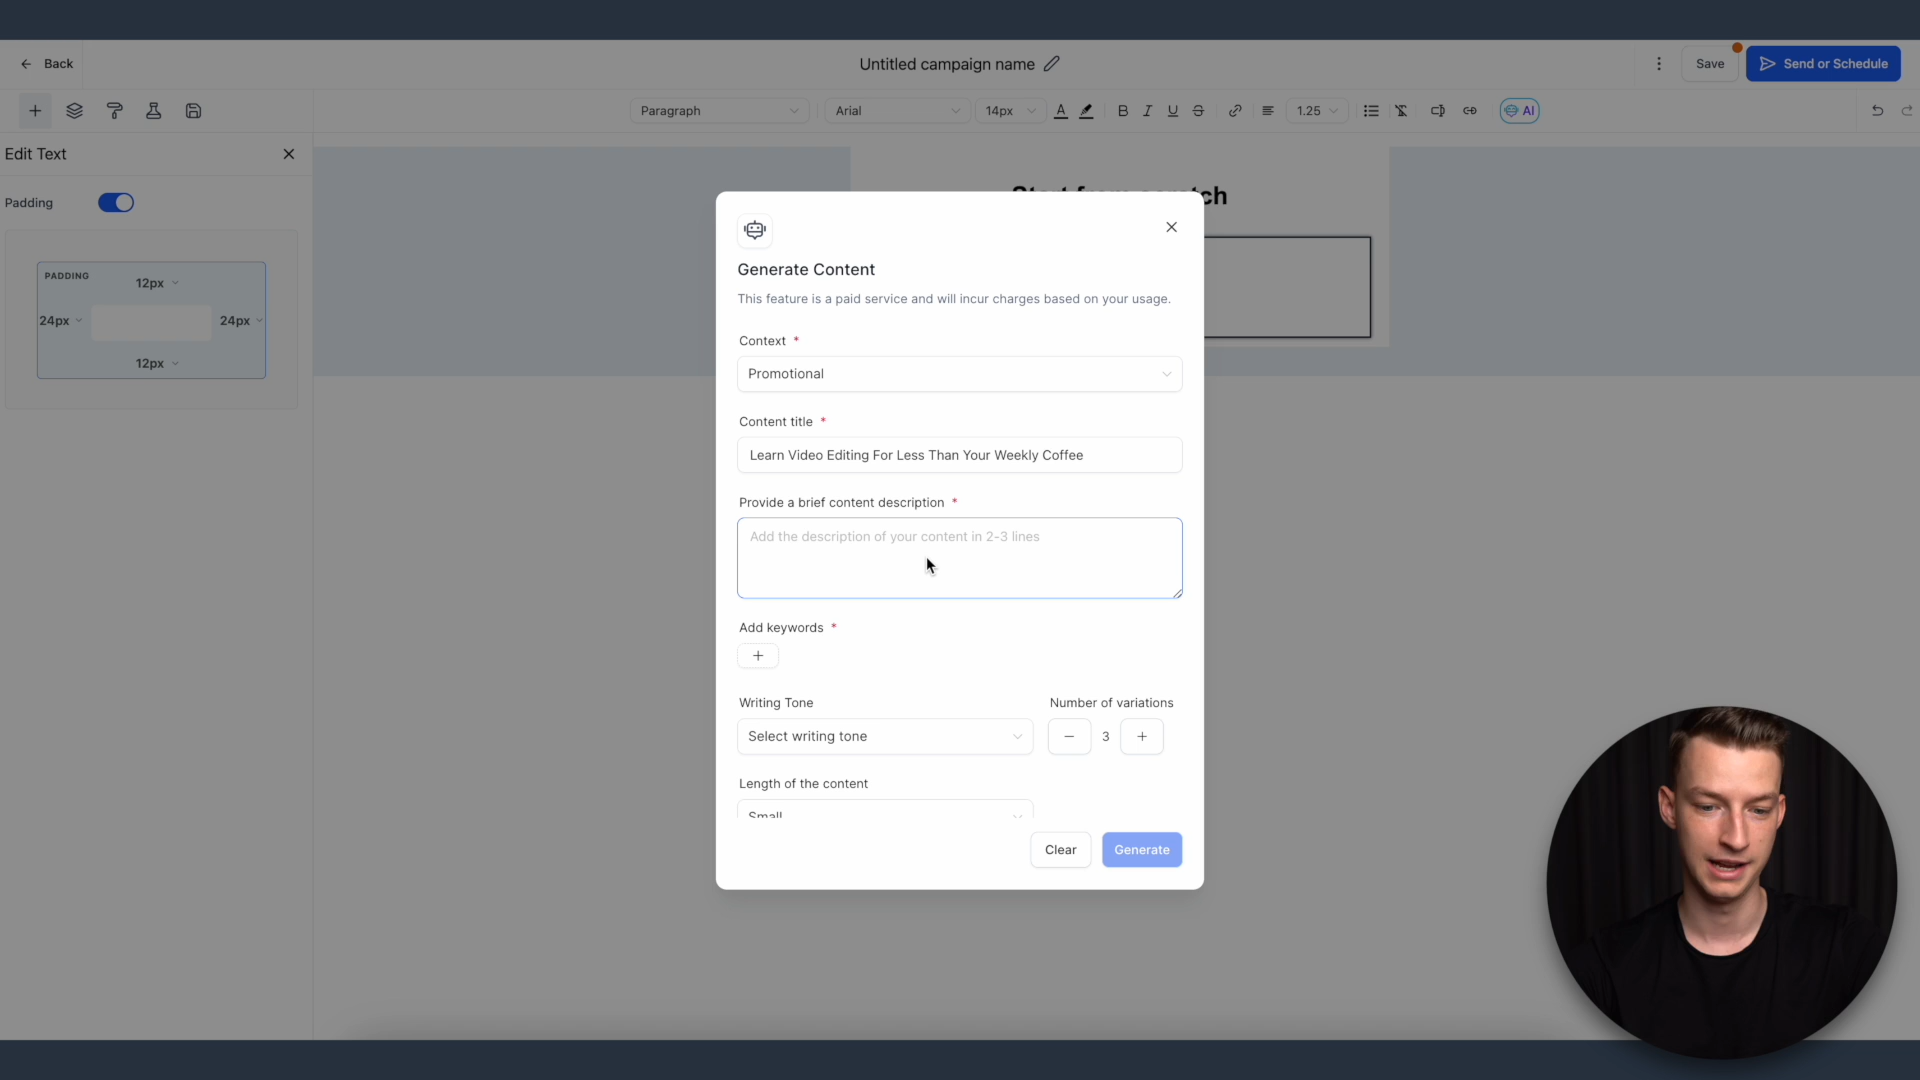 Back
Untitled campaign name
Save
Send or Schedule
Paragraph
Arial
14px
A
B
I
U
S
1.25
AI
Edit Text
Padding
PADDING
12px
24px
24px
12px
Start from scratch
Generate Content
This feature is a paid service and will incur charges based on your usage.
Context *
Promotional
Content title *
Learn Video Editing For Less Than Your Weekly Coffee
Provide a brief content description *
Add the description of your content in 2-3 lines
Add keywords *
+
Writing Tone
Number of variations
Select writing tone
− 3 +
Length of the content
Small
Clear
Generate